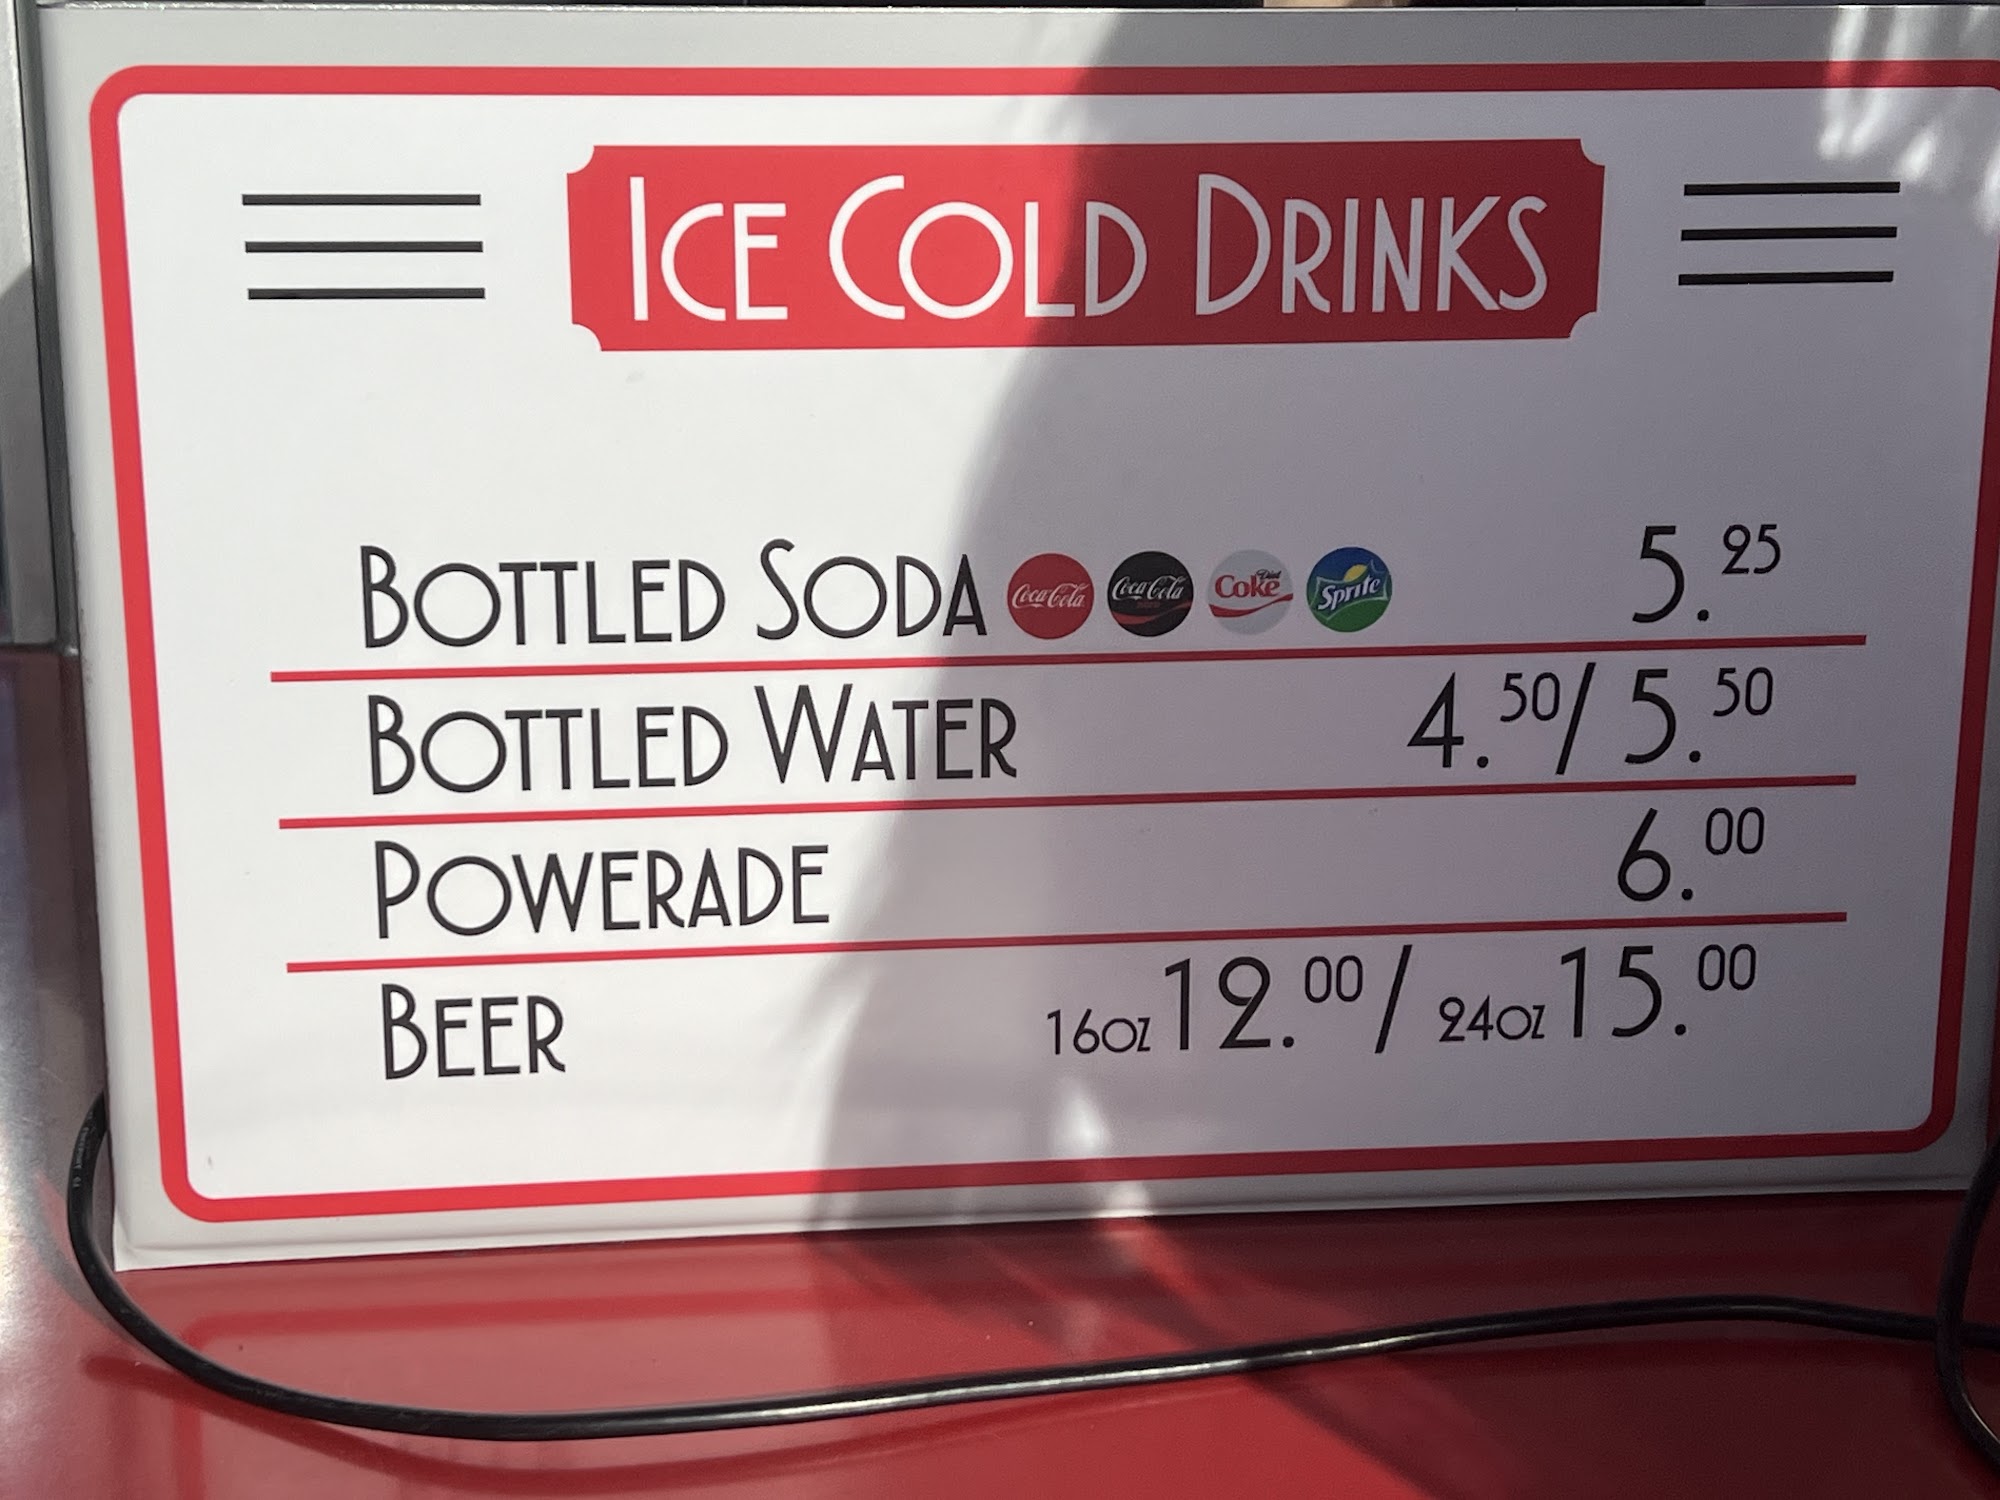 ICE COLD DRINKS
BOTTLED SODA Coca-Cola Coca-Cola Diet Coke Sprite 5.25
BOTTLED WATER 4.50/5.50
POWERADE 6.00
BEER 16OZ 12.00/ 24OZ 15.00